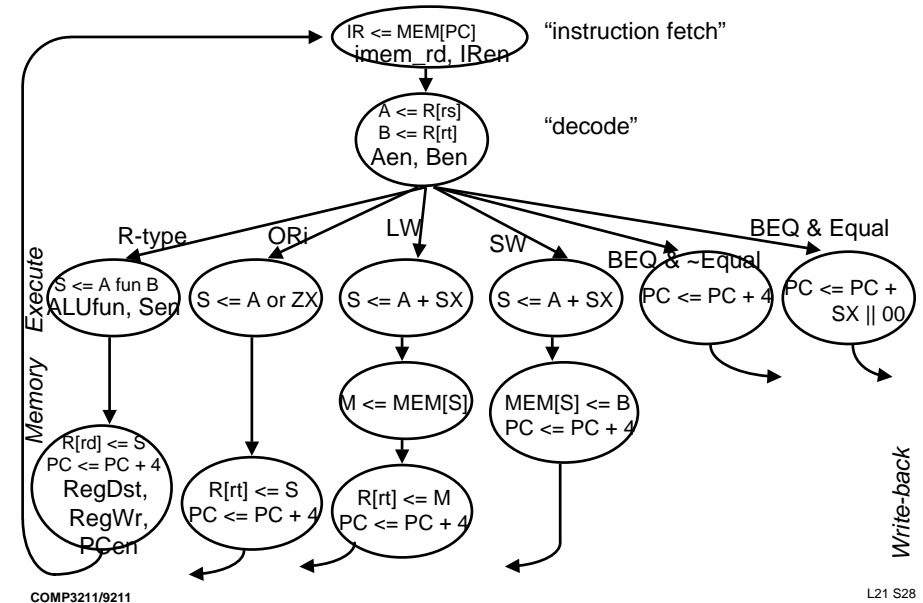 IR <= MEM[PC]
imem_rd, IRen
“instruction fetch”
A <= R[rs]
B <= R[rt]
Aen, Ben
“decode”
R-type
ORi
LW
SW
BEQ & ~Equal
BEQ & Equal
Execute
S <= A fun B
ALUfun, Sen
S <= A or ZX
S <= A + SX
S <= A + SX
PC <= PC + 4
PC <= PC +
SX || 00
Memory
M <= MEM[S]
MEM[S] <= B
PC <= PC + 4
R[rd] <= S
PC <= PC + 4
RegDst,
RegWr,
PCen
R[rt] <= S
PC <= PC + 4
R[rt] <= M
PC <= PC + 4
Write-back
COMP3211/9211
L21 S28